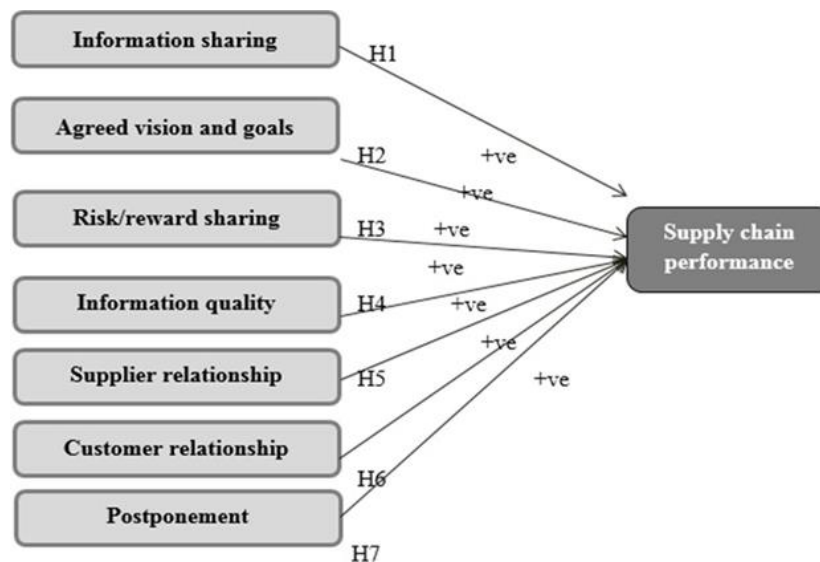 Information sharing
H1
Agreed vision and goals
H2
+ve
+ve
Risk/reward sharing
H3
+ve
Supply chain
performance
+ve
Information quality
H4
+ve
Supplier relationship
H5
+ve
+ve
Customer relationship
H6
Postponement
H7